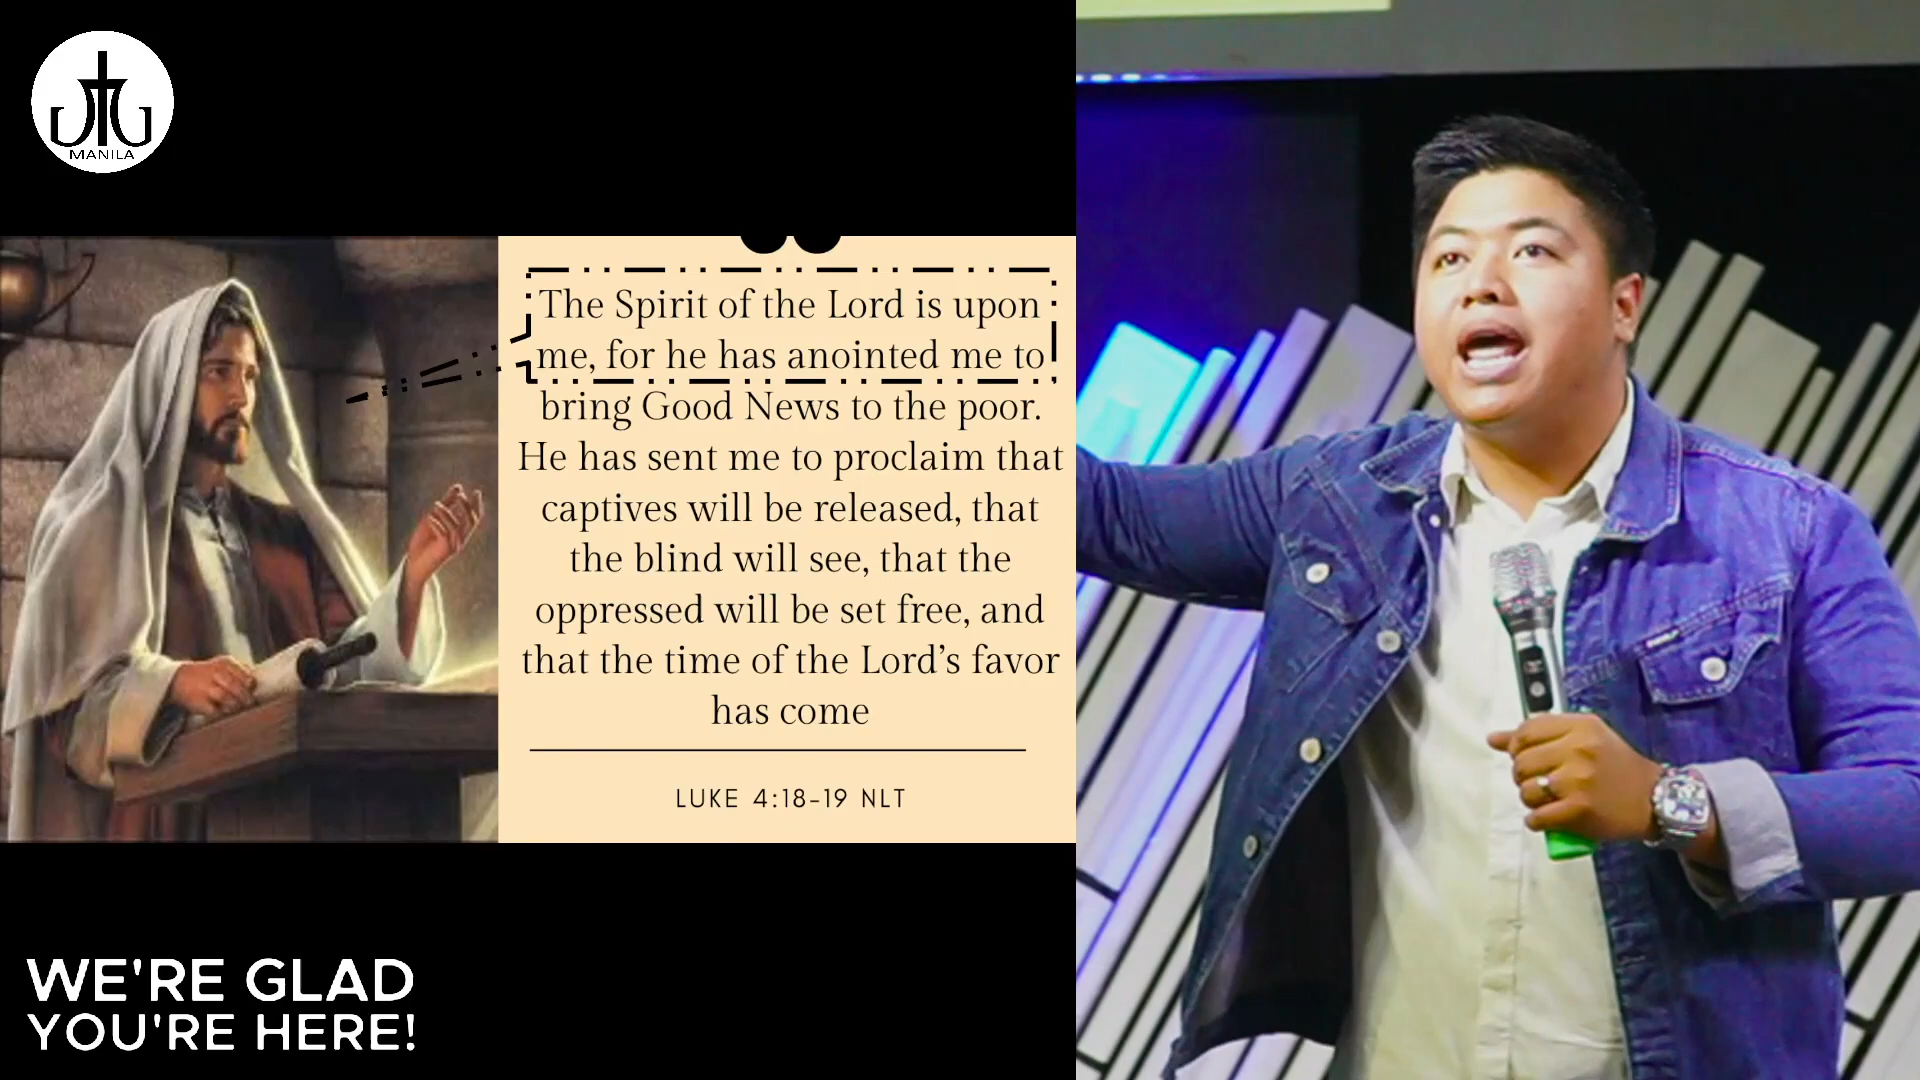 JTG
MANILA
The Spirit of the Lord is upon
me, for he has anointed me to
bring Good News to the poor.
He has sent me to proclaim that
captives will be released, that
the blind will see, that the
oppressed will be set free, and
that the time of the Lord’s favor
has come
LUKE 4:18-19 NLT
WE'RE GLAD
YOU'RE HERE!